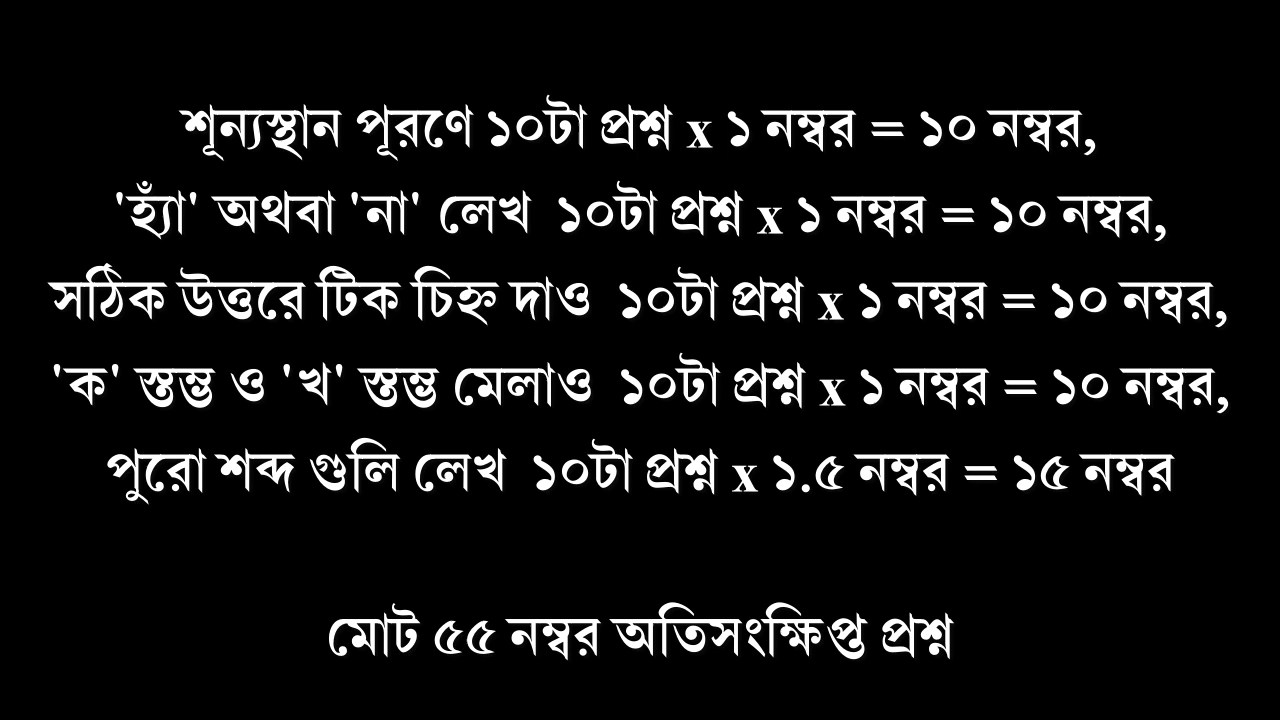 শূন্যস্থান পূরণে ১০টা প্রশ্ন x ১ নম্বর = ১০ নম্বর,
'হ্যাঁ' অথবা 'না' লেখ ১০টা প্রশ্ন x ১ নম্বর = ১০ নম্বর,
সঠিক উত্তরে টিক চিহ্ন দাও ১০টা প্রশ্ন x ১ নম্বর = ১০ নম্বর,
'ক' স্তম্ভ ও 'খ' স্তম্ভ মেলাও ১০টা প্রশ্ন x ১ নম্বর = ১০ নম্বর,
পুরো শব্দ গুলি লেখ ১০টা প্রশ্ন x ১.৫ নম্বর = ১৫ নম্বর
মোট ৫৫ নম্বর অতিসংক্ষিপ্ত প্রশ্ন